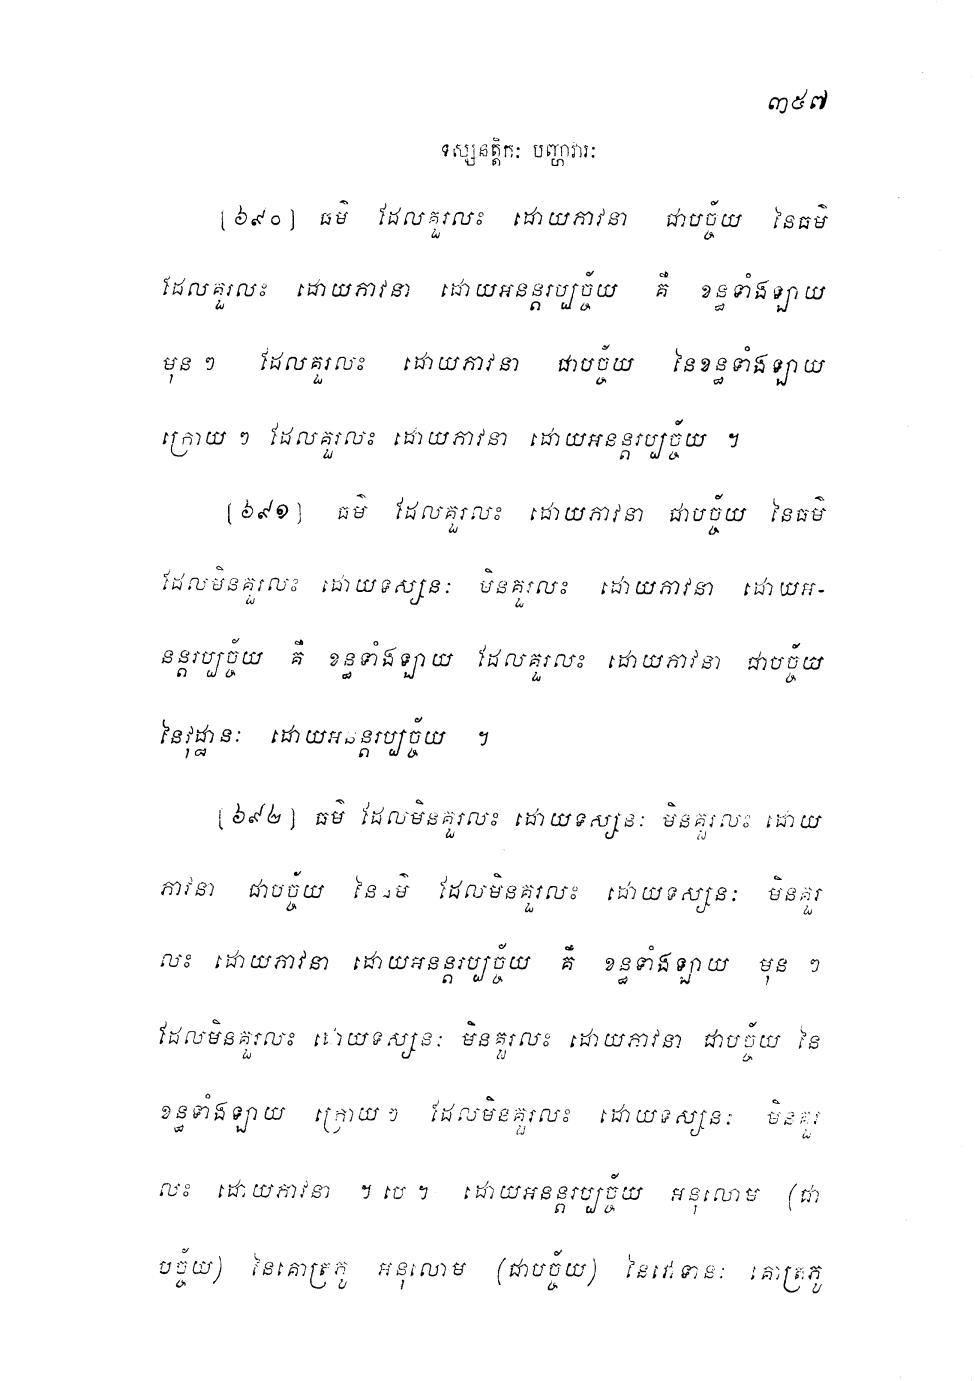 ៣៥៧
ទស្សនត្តិកៈ បញ្ហាវារៈ
[៦៩០] ធម៌ ដែលគួរលះ ដោយភាវនា ជាបច្ច័យ នៃធម៌
ដែលគួរលះ ដោយភាវនា ដោយអនន្តរប្បច្ច័យ គឺ ខន្ធទាំងឡាយ
មុន ៗ ដែលគួរលះ ដោយភាវនា ជាបច្ច័យ នៃខន្ធទាំងឡាយ
ក្រោយ ៗ ដែលគួរលះ ដោយភាវនា ដោយអនន្តរប្បច្ច័យ ។
[៦៩១] ធម៌ ដែលគួរលះ ដោយភាវនា ជាបច្ច័យ នៃធម៌
ដែលមិនគួរលះ ដោយទស្សនៈ មិនគួរលះ ដោយភាវនា ដោយអ-
នន្តរប្បច្ច័យ គឺ ខន្ធទាំងឡាយ ដែលគួរលះ ដោយភាវនា ជាបច្ច័យ
នៃវុដ្ឋានៈ ដោយអនន្តរប្បច្ច័យ ។
[៦៩២] ធម៌ ដែលមិនគួរលះ ដោយទស្សនៈ មិនគួរលះ ដោយ
ភាវនា ជាបច្ច័យ នៃធម៌ ដែលមិនគួរលះ ដោយទស្សនៈ មិនគួរ
លះ ដោយភាវនា ដោយអនន្តរប្បច្ច័យ គឺ ខន្ធទាំងឡាយ មុន ៗ
ដែលមិនគួរលះ ដោយទស្សនៈ មិនគួរលះ ដោយភាវនា ជាបច្ច័យ នៃ
ខន្ធទាំងឡាយ ក្រោយ ៗ ដែលមិនគួរលះ ដោយទស្សនៈ មិនគួរ
លះ ដោយភាវនា ។ បេ ។ ដោយអនន្តរប្បច្ច័យ អនុលោម (ជា
បច្ច័យ) នៃគោត្រភូ អនុលោម (ជាបច្ច័យ) នៃវោទានៈ គោត្រភូ